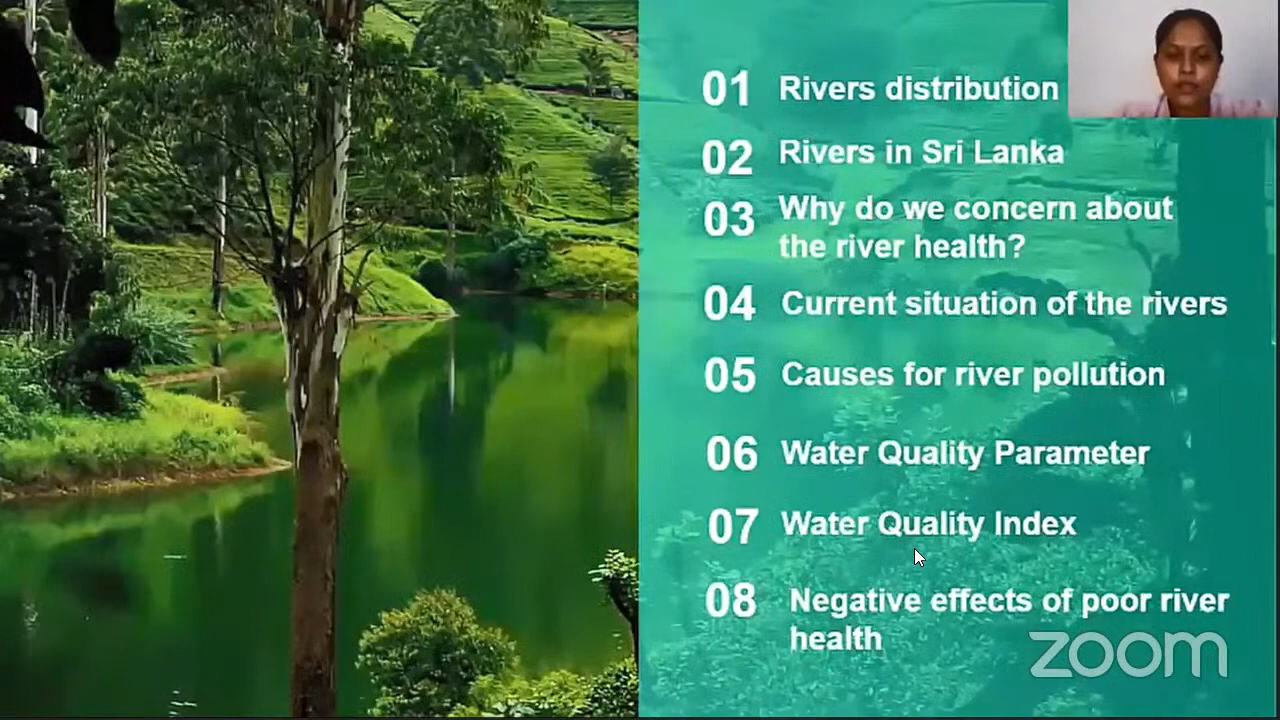 01 Rivers distribution
02 Rivers in Sri Lanka
03 Why do we concern about
the river health?
04 Current situation of the rivers
05 Causes for river pollution
06 Water Quality Parameter
07 Water Quality Index
08 Negative effects of poor river
health
zoom